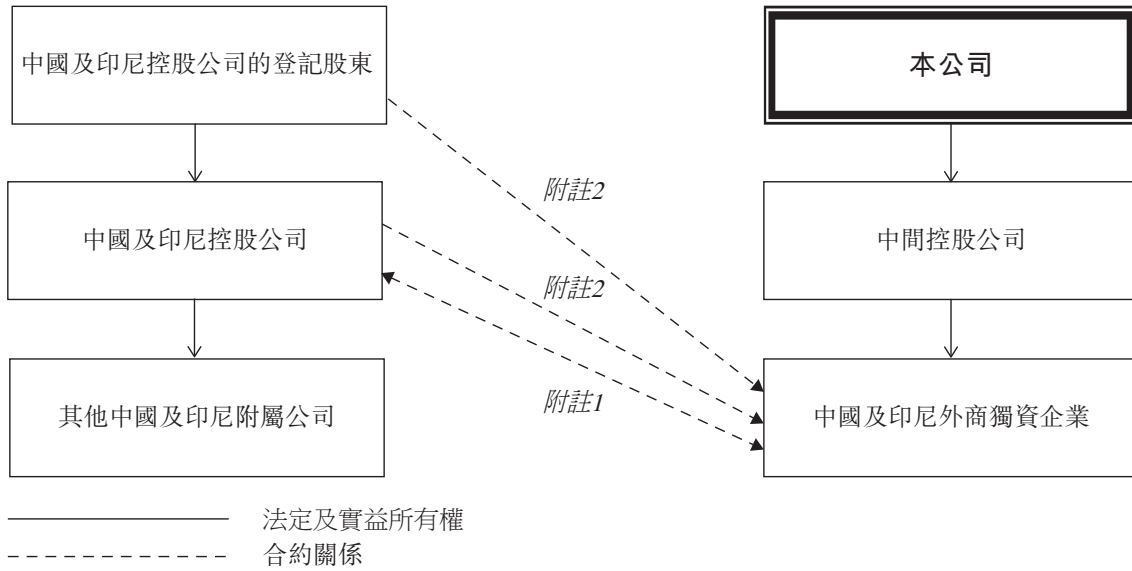 中國及印尼控股公司的登記股東
本公司
附註2
中國及印尼控股公司
中間控股公司
附註2
其他中國及印尼附屬公司
附註1
中國及印尼外商獨資企業
法定及實益所有權
合約關係